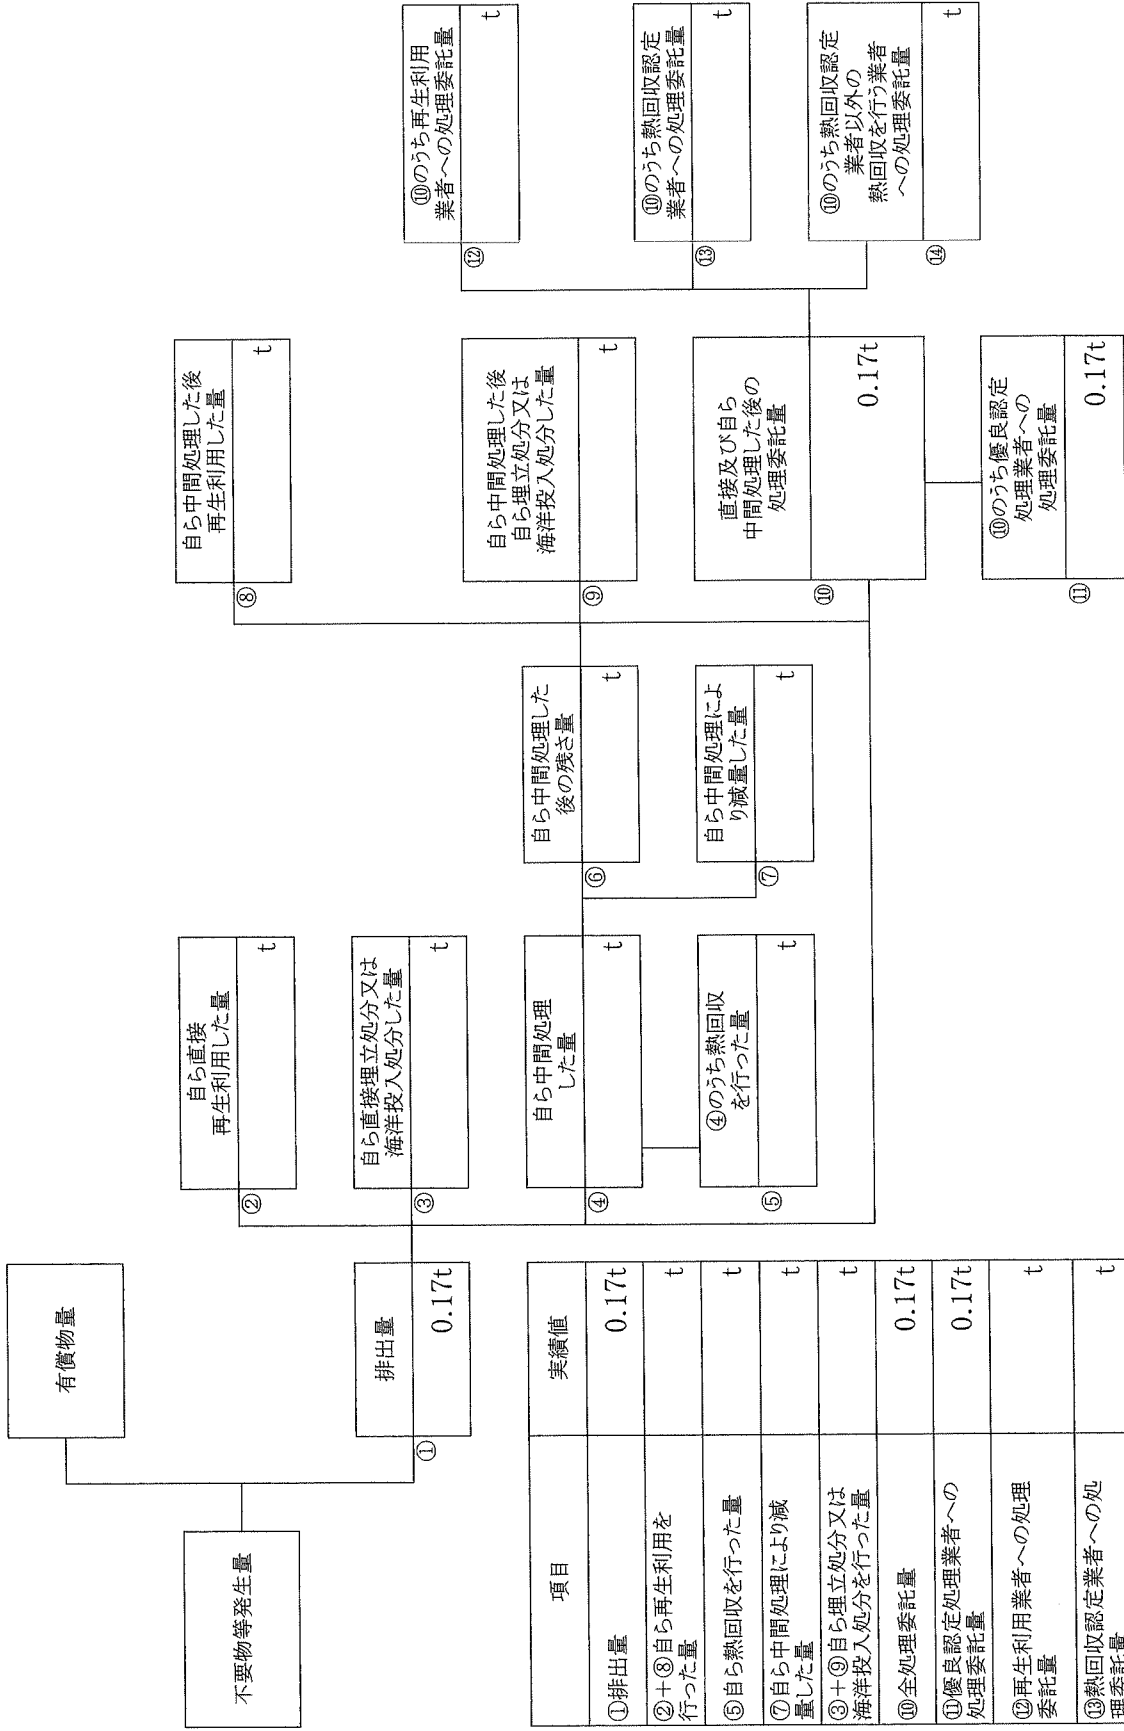 不要物等発生量
有償物量
排出量
①
0.17t
自ら直接
再生利用した量
②
t
自ら直接埋立処分又は
海洋投入処分した量
③
t
自ら中間処理
した量
④
t
④のうち熱回収
を行った量
⑤
t
自ら中間処理した
後の残さ量
⑥
t
自ら中間処理によ
り減量した量
⑦
t
自ら中間処理した後
再生利用した量
⑧
t
自ら中間処理した後
自ら埋立処分又は
海洋投入処分した量
⑨
t
直接及び自ら
中間処理した後の
処理委託量
⑩
0.17t
⑩のうち優良認定
処理業者への
処理委託量
⑪
0.17t
⑩のうち再生利用
業者への処理委託量
⑫
t
⑩のうち熱回収認定
業者への処理委託量
⑬
t
⑩のうち熱回収認定
業者以外の
熱回収を行う業者
への処理委託量
⑭
t
項目 実績値
①排出量 0.17t
②+⑧自ら再生利用を
行った量 t
⑤自ら熱回収を行った量 t
⑦自ら中間処理により減
量した量 t
③+⑨自ら埋立処分又は
海洋投入処分を行った量 t
⑩全処理委託量 0.17t
⑪優良認定処理業者への
処理委託量 0.17t
⑫再生利用業者への処理
委託量 t
⑬熱回収認定業者への処
理委託量 t